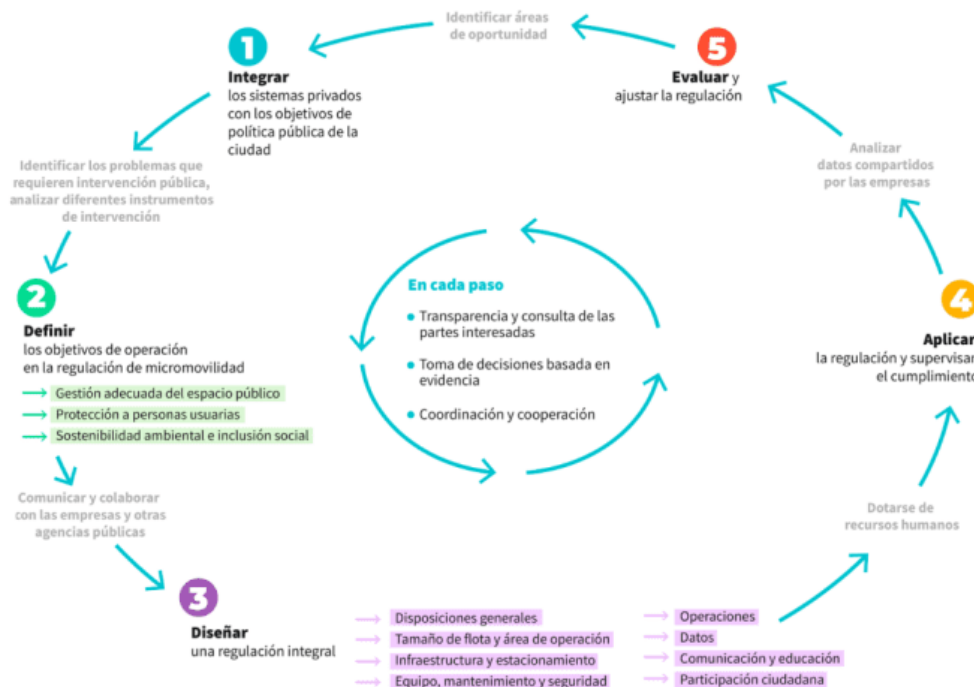 Identificar áreas
de oportunidad
1
Integrar
los sistemas privados
con los objetivos de
política pública de la
ciudad
Identificar los problemas que
requieren intervención pública,
analizar diferentes instrumentos
de intervención
2
Definir
los objetivos de operación
en la regulación de micromovilidad
Gestión adecuada del espacio público
Protección a personas usuarias
Sostenibilidad ambiental e inclusión social
Comunicar y colaborar
con las empresas y otras
agencias públicas
3
Diseñar
una regulación integral
Disposiciones generales
Tamaño de flota y área de operación
Infraestructura y estacionamiento
Equipo, mantenimiento y seguridad
Operaciones
Datos
Comunicación y educación
Participación ciudadana
Dotarse de
recursos humanos
4
Aplicar
la regulación y supervisar
el cumplimiento
Analizar
datos compartidos
por las empresas
5
Evaluar y
ajustar la regulación
En cada paso
Transparencia y consulta de las
partes interesadas
Toma de decisiones basada en
evidencia
Coordinación y cooperación